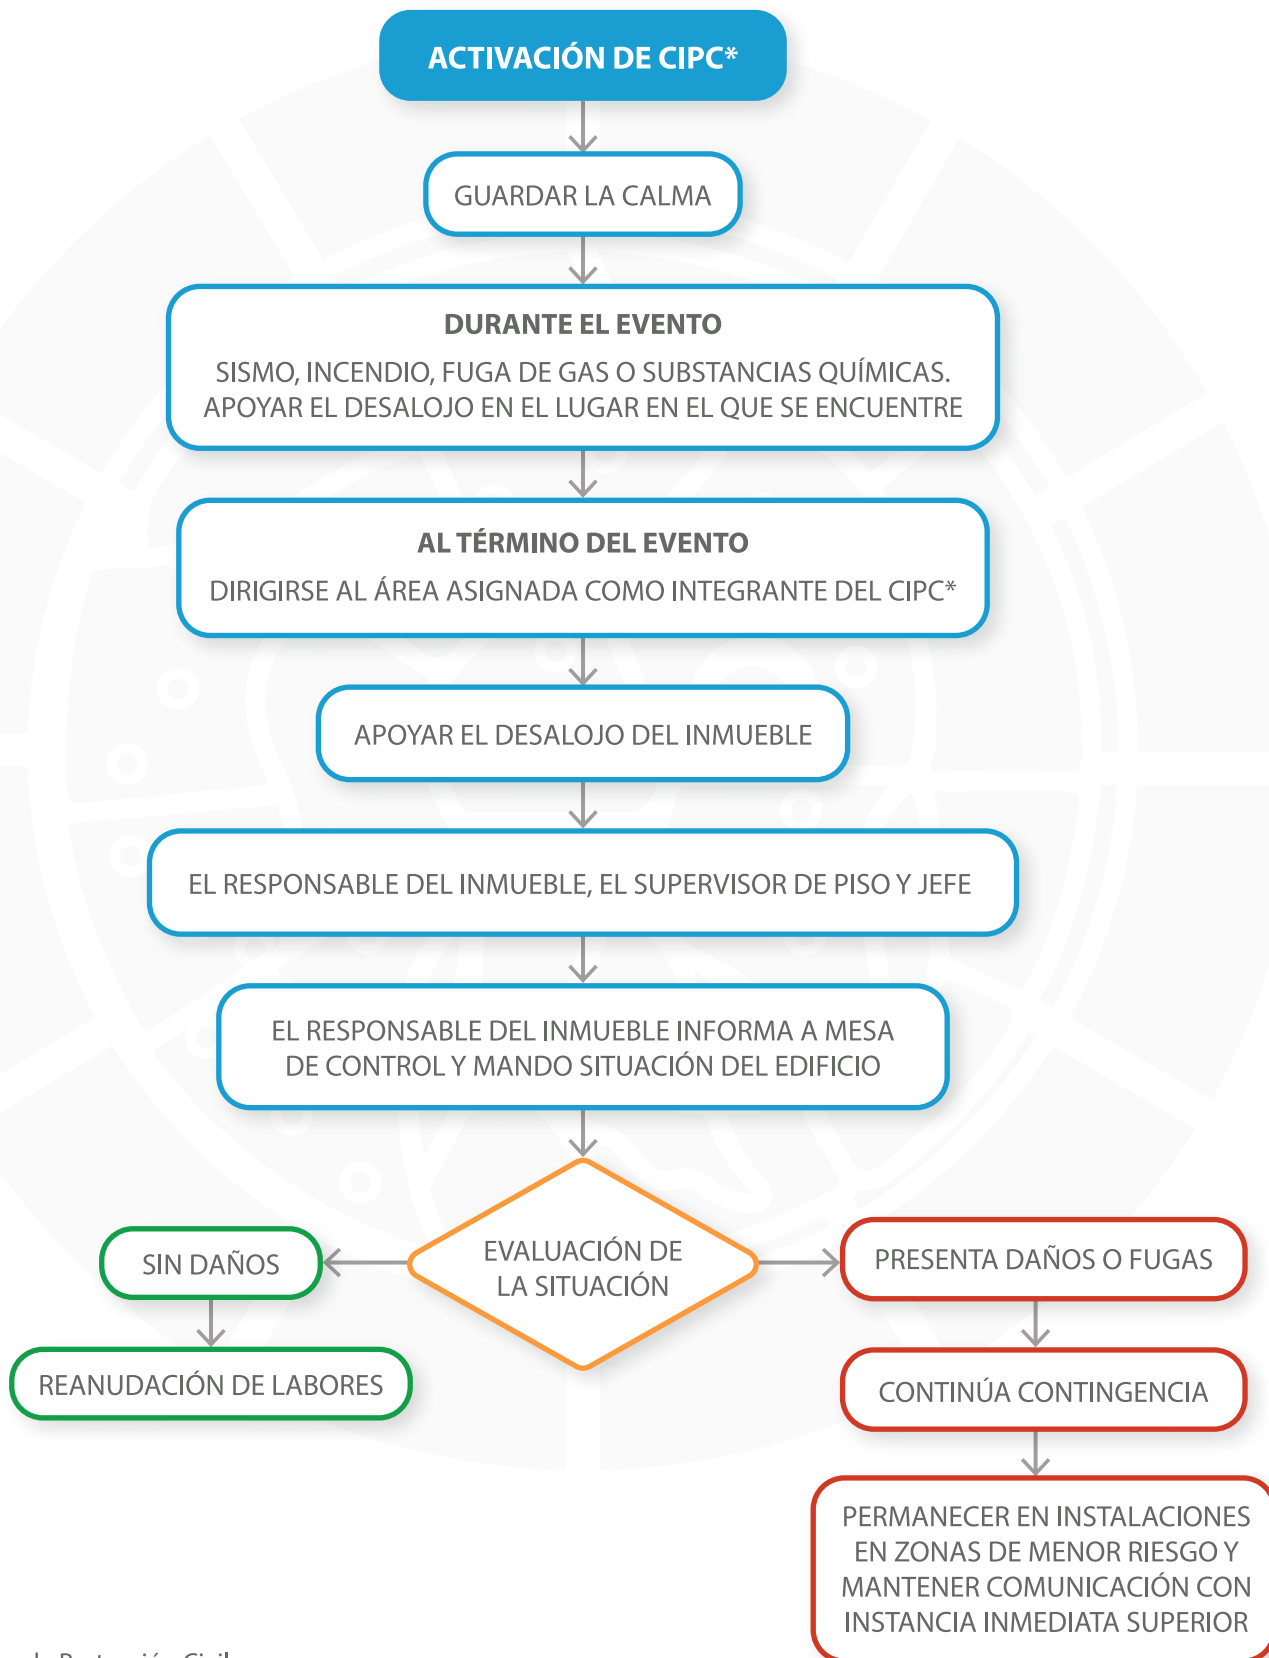 ACTIVACIÓN DE CIPC*
GUARDAR LA CALMA
DURANTE EL EVENTO
SISMO, INCENDIO, FUGA DE GAS O SUBSTANCIAS QUÍMICAS.
APOYAR EL DESALOJO EN EL LUGAR EN EL QUE SE ENCUENTRE
AL TÉRMINO DEL EVENTO
DIRIGIRSE AL ÁREA ASIGNADA COMO INTEGRANTE DEL CIPC*
APOYAR EL DESALOJO DEL INMUEBLE
EL RESPONSABLE DEL INMUEBLE, EL SUPERVISOR DE PISO Y JEFE
EL RESPONSABLE DEL INMUEBLE INFORMA A MESA
DE CONTROL Y MANDO SITUACIÓN DEL EDIFICIO
EVALUACIÓN DE
LA SITUACIÓN
SIN DAÑOS
REANUDACIÓN DE LABORES
PRESENTA DAÑOS O FUGAS
CONTINÚA CONTINGENCIA
PERMANECER EN INSTALACIONES
EN ZONAS DE MENOR RIESGO Y
MANTENER COMUNICACIÓN CON
INSTANCIA INMEDIATA SUPERIOR